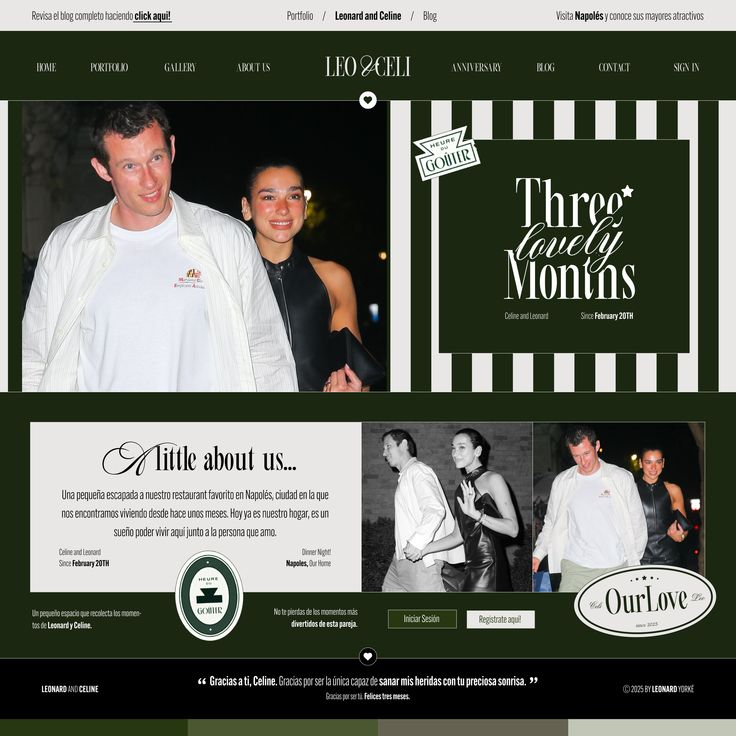 Revisa el blog completo haciendo click aqui!
Portfolio / Leonard and Celine / Blog
Visita Napolés y conoce sus mayores atractivos
HOME PORTFOLIO GALLERY ABOUT US LEO & CELI ANNIVERSARY BLOG CONTACT SIGN IN
HEURE
DU
GOÛTER
Three
lovely
Months
Celine and Leonard
Since February 20TH
A little about us...
Una pequeña escapada a nuestro restaurant favorito en Napolés, ciudad en la que
nos encontramos viviendo desde hace unos meses. Hoy ya es nuestro hogar, es un
sueño poder vivir aquí junto a la persona que amo.
Celine and Leonard
Since February 20TH
Dinner Night!
Napoles, Our Home
HEURE
DU
GOÛTER
Celi OurLove Leo
since 2025
Un pequeño espacio que recolecta los momen-
tos de Leonard y Celine.
No te pierdas de los momentos más
divertidos de esta pareja.
Iniciar Sesión
Registrate aqui!
LEONARD AND CELINE
“ Gracias a ti, Celine. Gracias por ser la única capaz de sanar mis heridas con tu preciosa sonrisa. ”
Gracias por ser tú. Felices tres meses.
© 2025 BY LEONARD YORKÉ